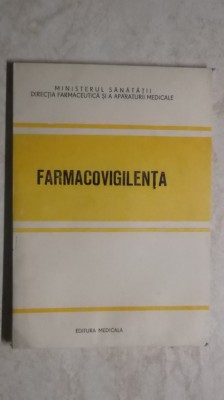 MINISTERUL SĂNĂTĂȚII
DIRECȚIA FARMACEUTICĂ ȘI A APARATURII MEDICALE
FARMACOVIGILENȚA
EDITURA MEDICALĂ